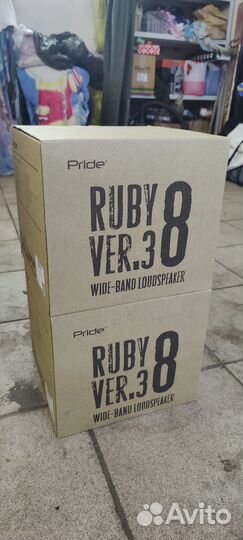 Pride
RUBY 8
VER.3
WIDE-BAND LOUDSPEAKER
Pride
RUBY 8
VER.3
WIDE-BAND LOUDSPEAKER
Avito